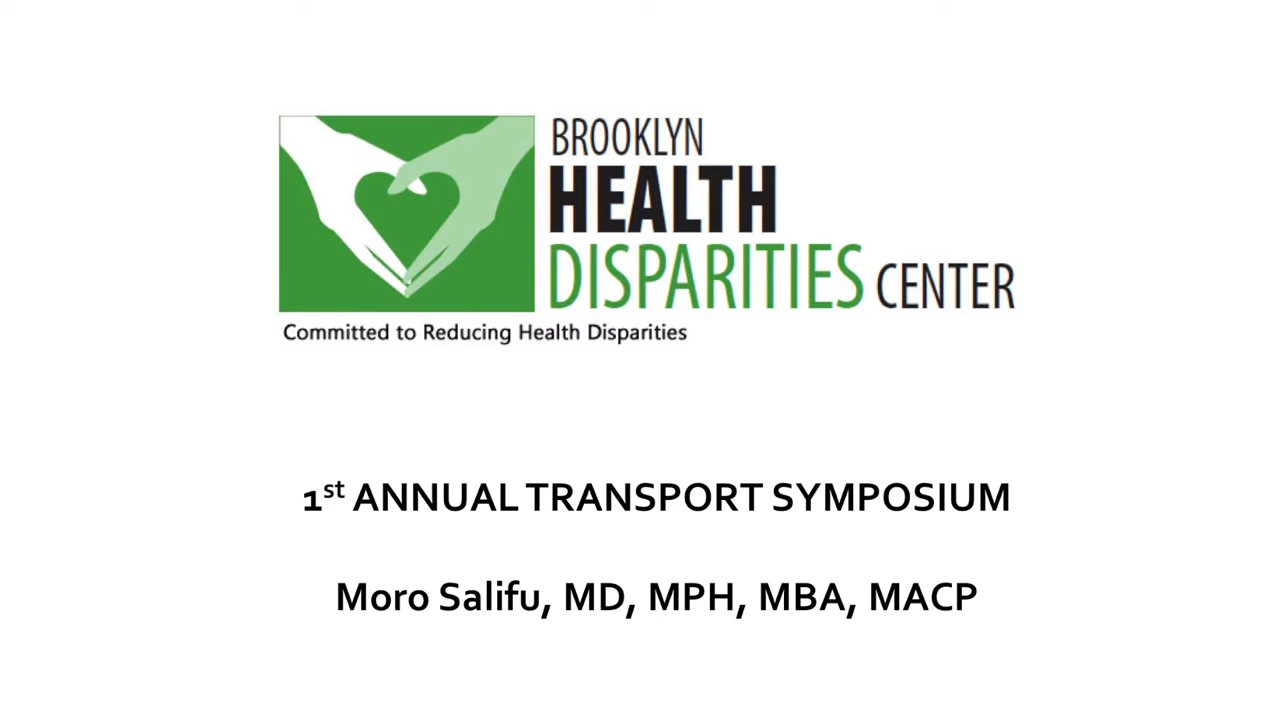 BROOKLYN
HEALTH
DISPARITIES CENTER
Committed to Reducing Health Disparities
1st ANNUAL TRANSPORT SYMPOSIUM
Moro Salifu, MD, MPH, MBA, MACP